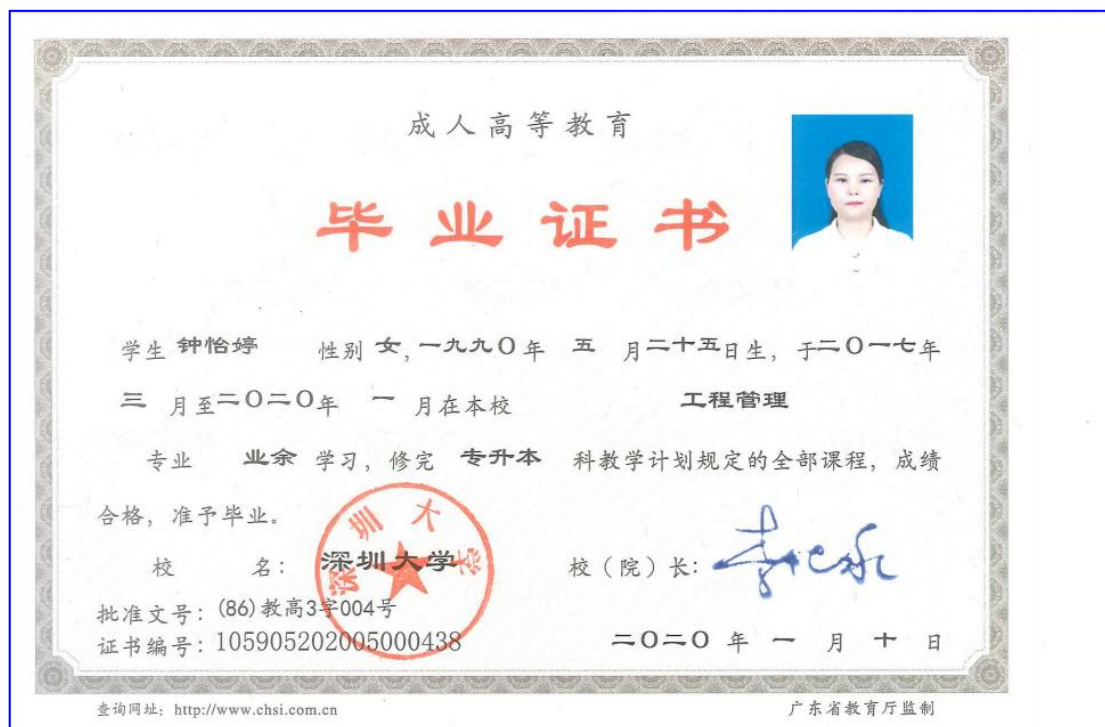 成人高等教育
毕业证书
学生 钟怡婷 性别 女,一九九〇年 五 月二十五日生，于二〇一七年
三 月至二〇二〇年 一 月在本校 工程管理
专业 业余 学习，修完 专升本 科教学计划规定的全部课程，成绩
合格，准予毕业。
深圳大学
校 名：深圳大学 校（院）长：
批准文号：(86)教高3字004号
证书编号：105905202005000438 二〇二〇 年 一 月 十 日
查询网址：http://www.chsi.com.cn 广东省教育厅监制